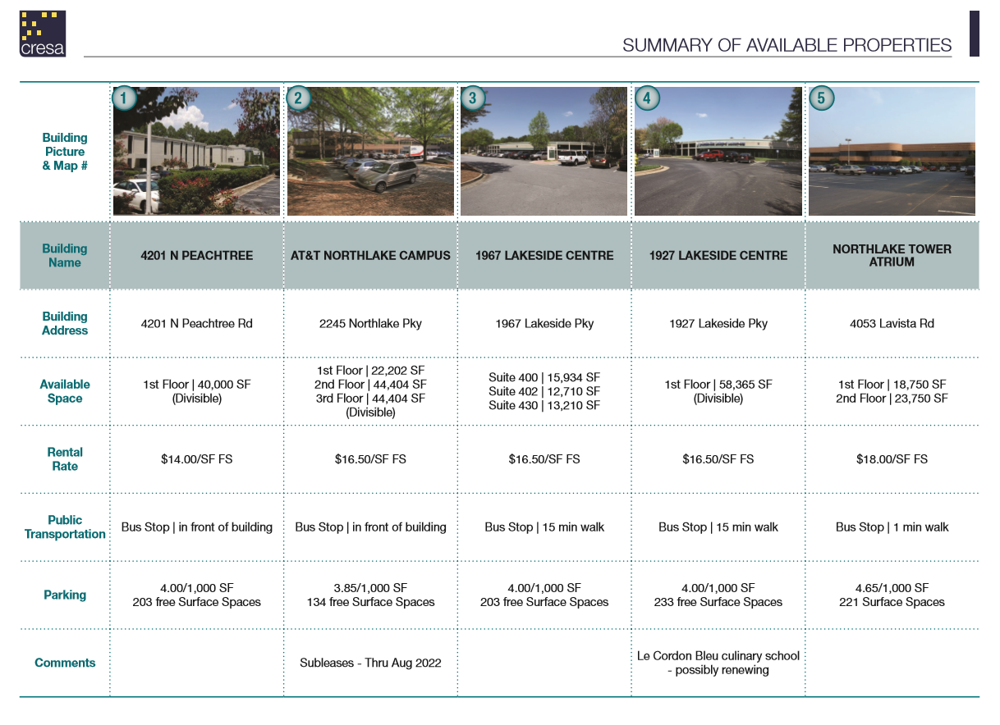 cresa
SUMMARY OF AVAILABLE PROPERTIES
Building
Picture
& Map #
1
2
3
4
5
Building
Name
4201 N PEACHTREE
AT&T NORTHLAKE CAMPUS
1967 LAKESIDE CENTRE
1927 LAKESIDE CENTRE
NORTHLAKE TOWER
ATRIUM
Building
Address
4201 N Peachtree Rd
2245 Northlake Pky
1967 Lakeside Pky
1927 Lakeside Pky
4053 Lavista Rd
Available
Space
1st Floor | 40,000 SF
(Divisible)
1st Floor | 22,202 SF
2nd Floor | 44,404 SF
3rd Floor | 44,404 SF
(Divisible)
Suite 400 | 15,934 SF
Suite 402 | 12,710 SF
Suite 430 | 13,210 SF
1st Floor | 58,365 SF
(Divisible)
1st Floor | 18,750 SF
2nd Floor | 23,750 SF
Rental
Rate
$14.00/SF FS
$16.50/SF FS
$16.50/SF FS
$16.50/SF FS
$18.00/SF FS
Public
Transportation
Bus Stop | in front of building
Bus Stop | in front of building
Bus Stop | 15 min walk
Bus Stop | 15 min walk
Bus Stop | 1 min walk
Parking
4.00/1,000 SF
203 free Surface Spaces
3.85/1,000 SF
134 free Surface Spaces
4.00/1,000 SF
203 free Surface Spaces
4.00/1,000 SF
233 free Surface Spaces
4.65/1,000 SF
221 Surface Spaces
Comments
Subleases - Thru Aug 2022
Le Cordon Bleu culinary school
- possibly renewing